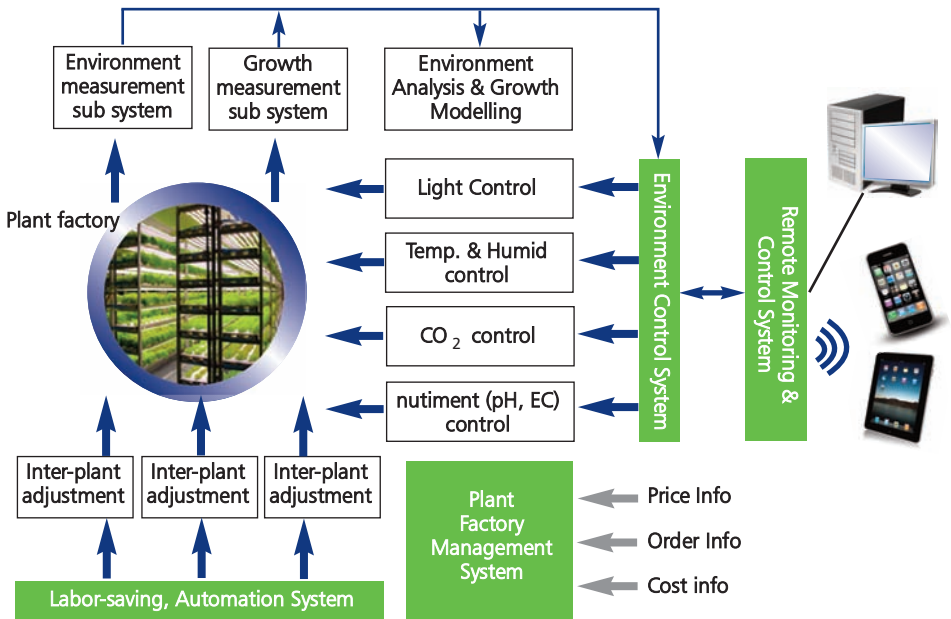 Environment
measurement
sub system
Growth
measurement
sub system
Environment
Analysis & Growth
Modelling
Plant factory
Light Control
Temp. & Humid
control
CO₂ control
nutiment (pH, EC)
control
Environment Control System
Remote Monitoring &
Control System
Inter-plant
adjustment
Inter-plant
adjustment
Inter-plant
adjustment
Labor-saving, Automation System
Plant
Factory
Management
System
Price Info
Order Info
Cost info